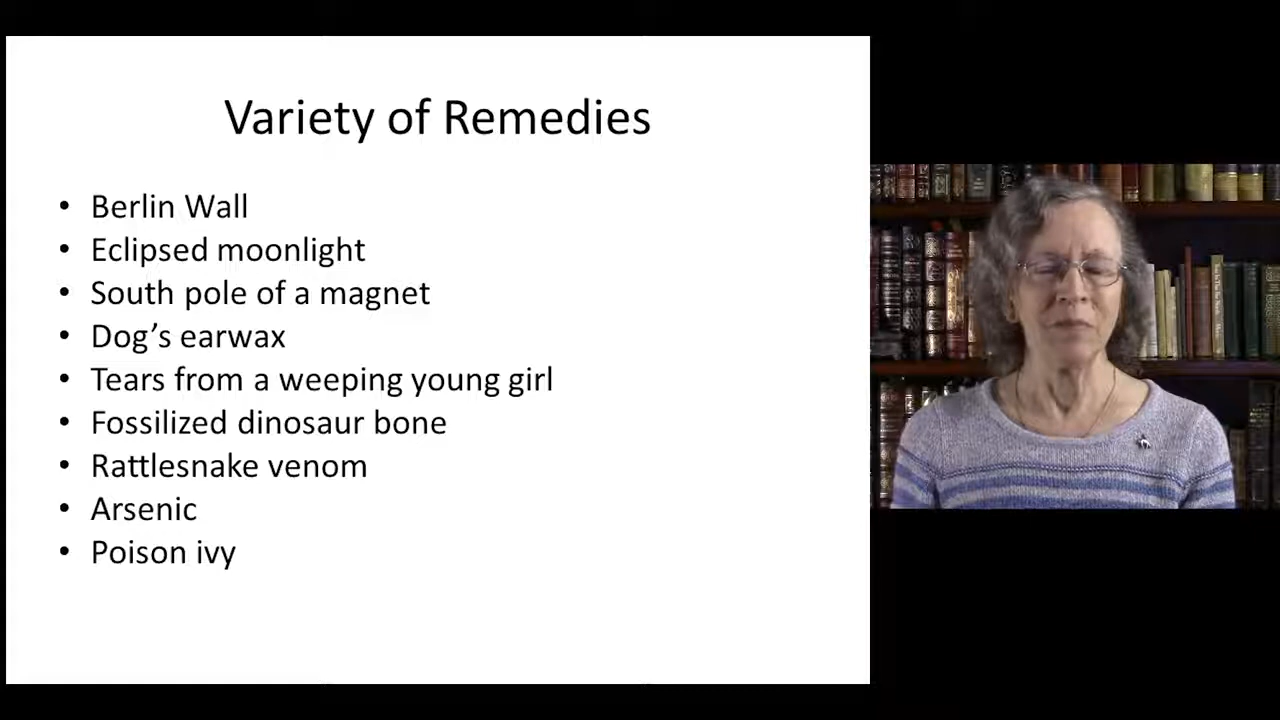 Variety of Remedies
• Berlin Wall
• Eclipsed moonlight
• South pole of a magnet
• Dog’s earwax
• Tears from a weeping young girl
• Fossilized dinosaur bone
• Rattlesnake venom
• Arsenic
• Poison ivy